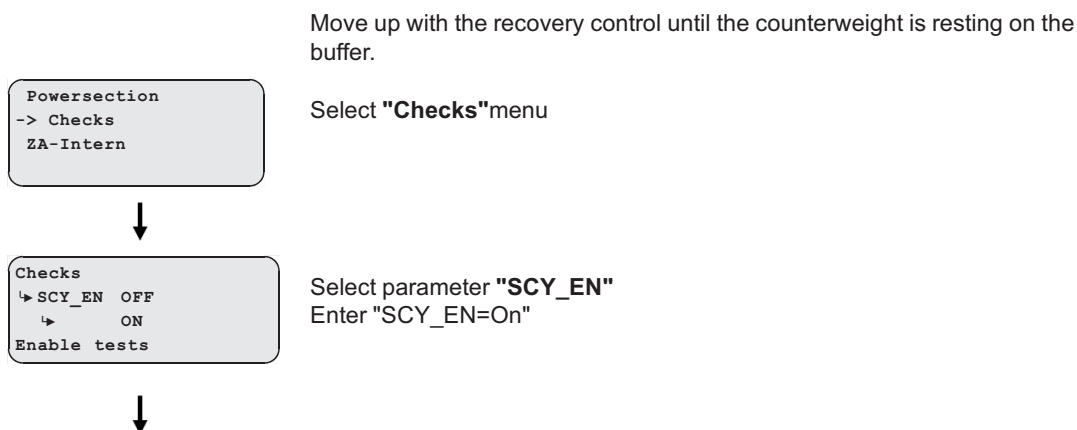 Move up with the recovery control until the counterweight is resting on the
buffer.
Powersection
-> Checks
ZA-Intern
Select "Checks"menu
Checks
↳ SCY_EN OFF
↳ ON
Enable tests
Select parameter "SCY_EN"
Enter "SCY_EN=On"